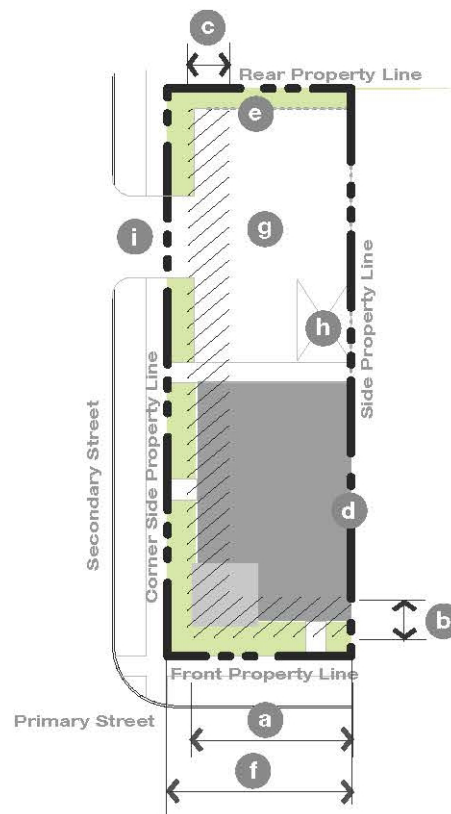 c
Rear Property Line
e
i
g
h
Side Property Line
Secondary Street
Corner Side Property Line
d
b
Front Property Line
Primary Street
a
f